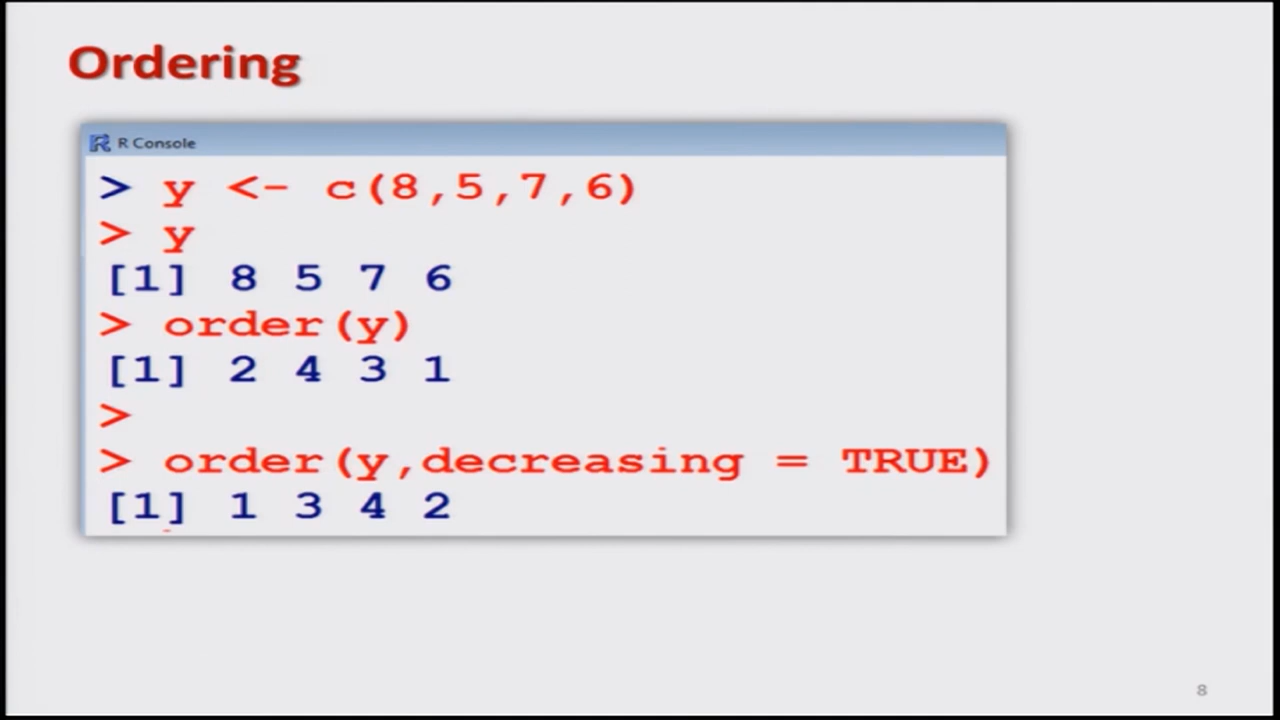 Ordering
R Console
> y <- c(8,5,7,6)
> y
[1] 8 5 7 6
> order(y)
[1] 2 4 3 1
>
> order(y,decreasing = TRUE)
[1] 1 3 4 2
8